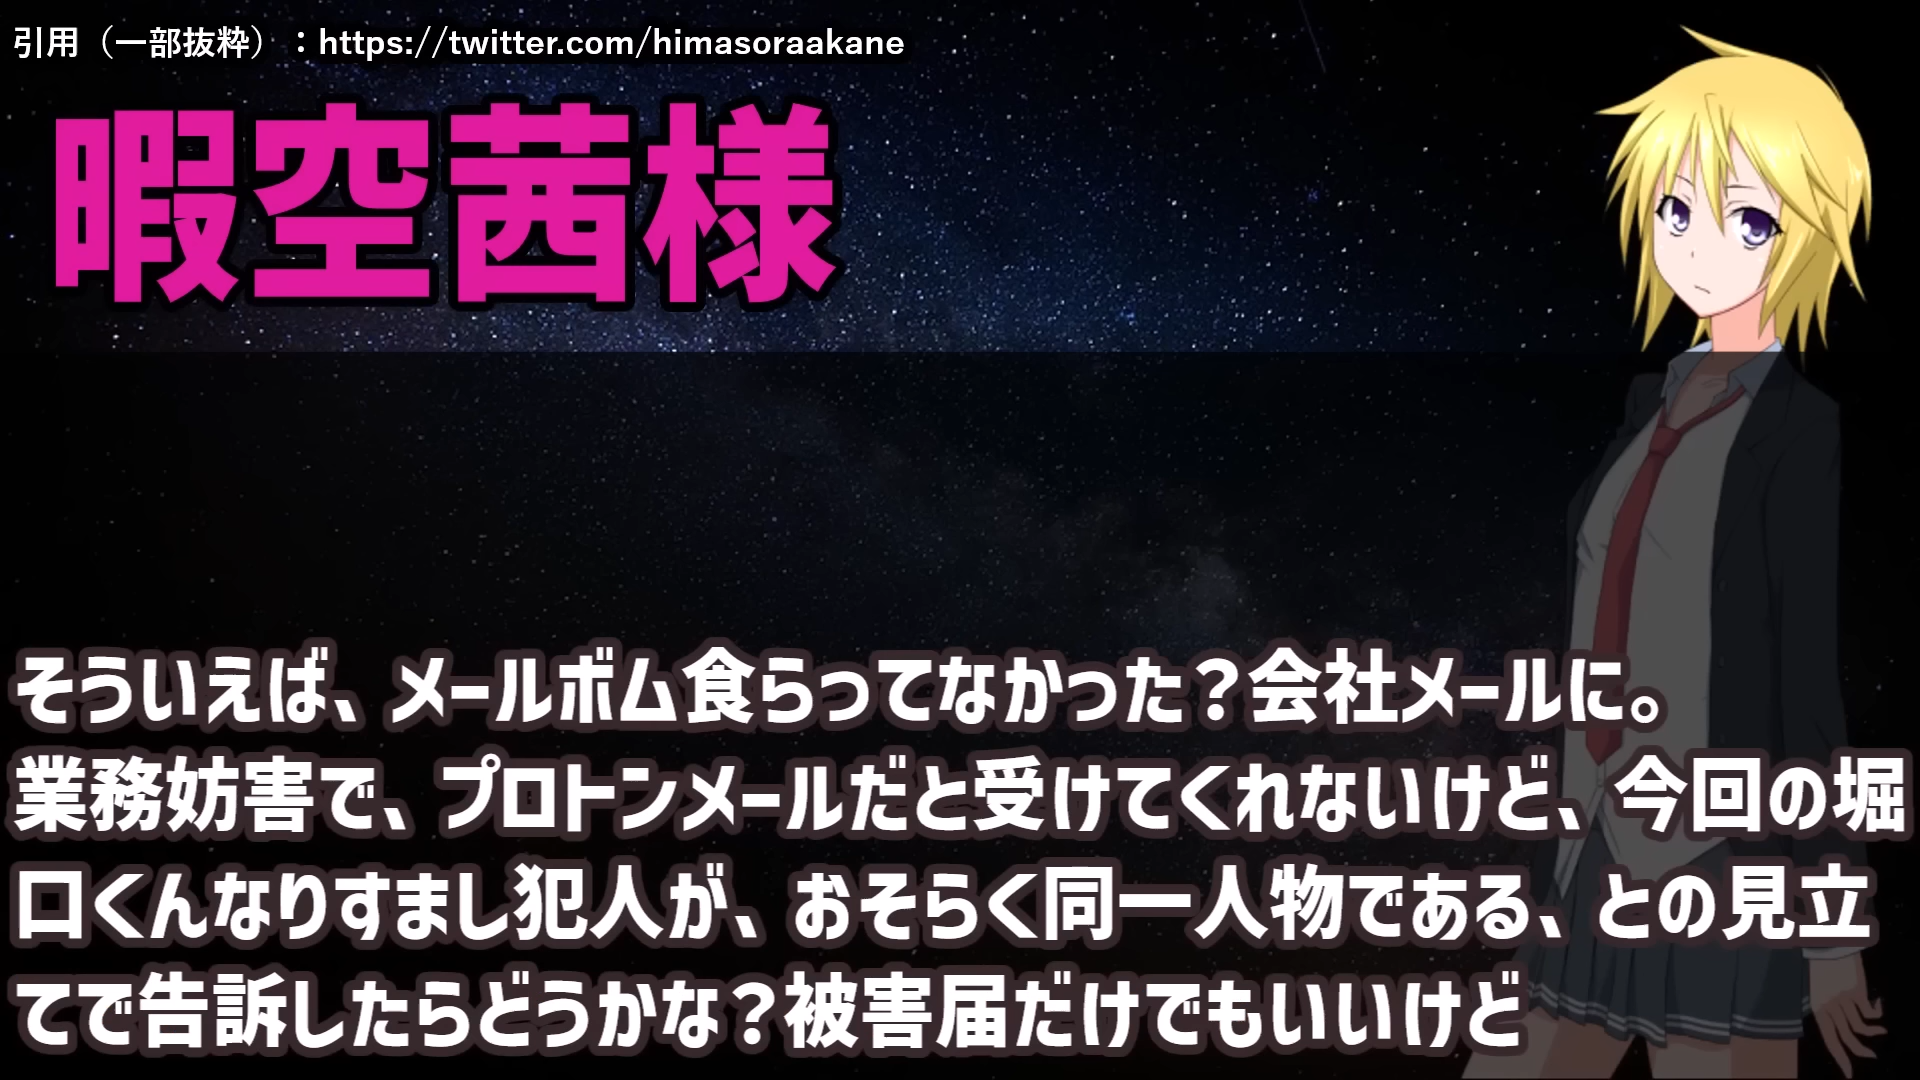 引用（一部抜粋）：https://twitter.com/himasoraakane
暇空茜様
そういえば、メールボム食らってなかった？会社メールに。
業務妨害で、プロトンメールだと受けてくれないけど、今回の堀
口くんなりすまし犯人が、おそらく同一人物である、との見立
てで告訴したらどうかな？被害届だけでもいいけど